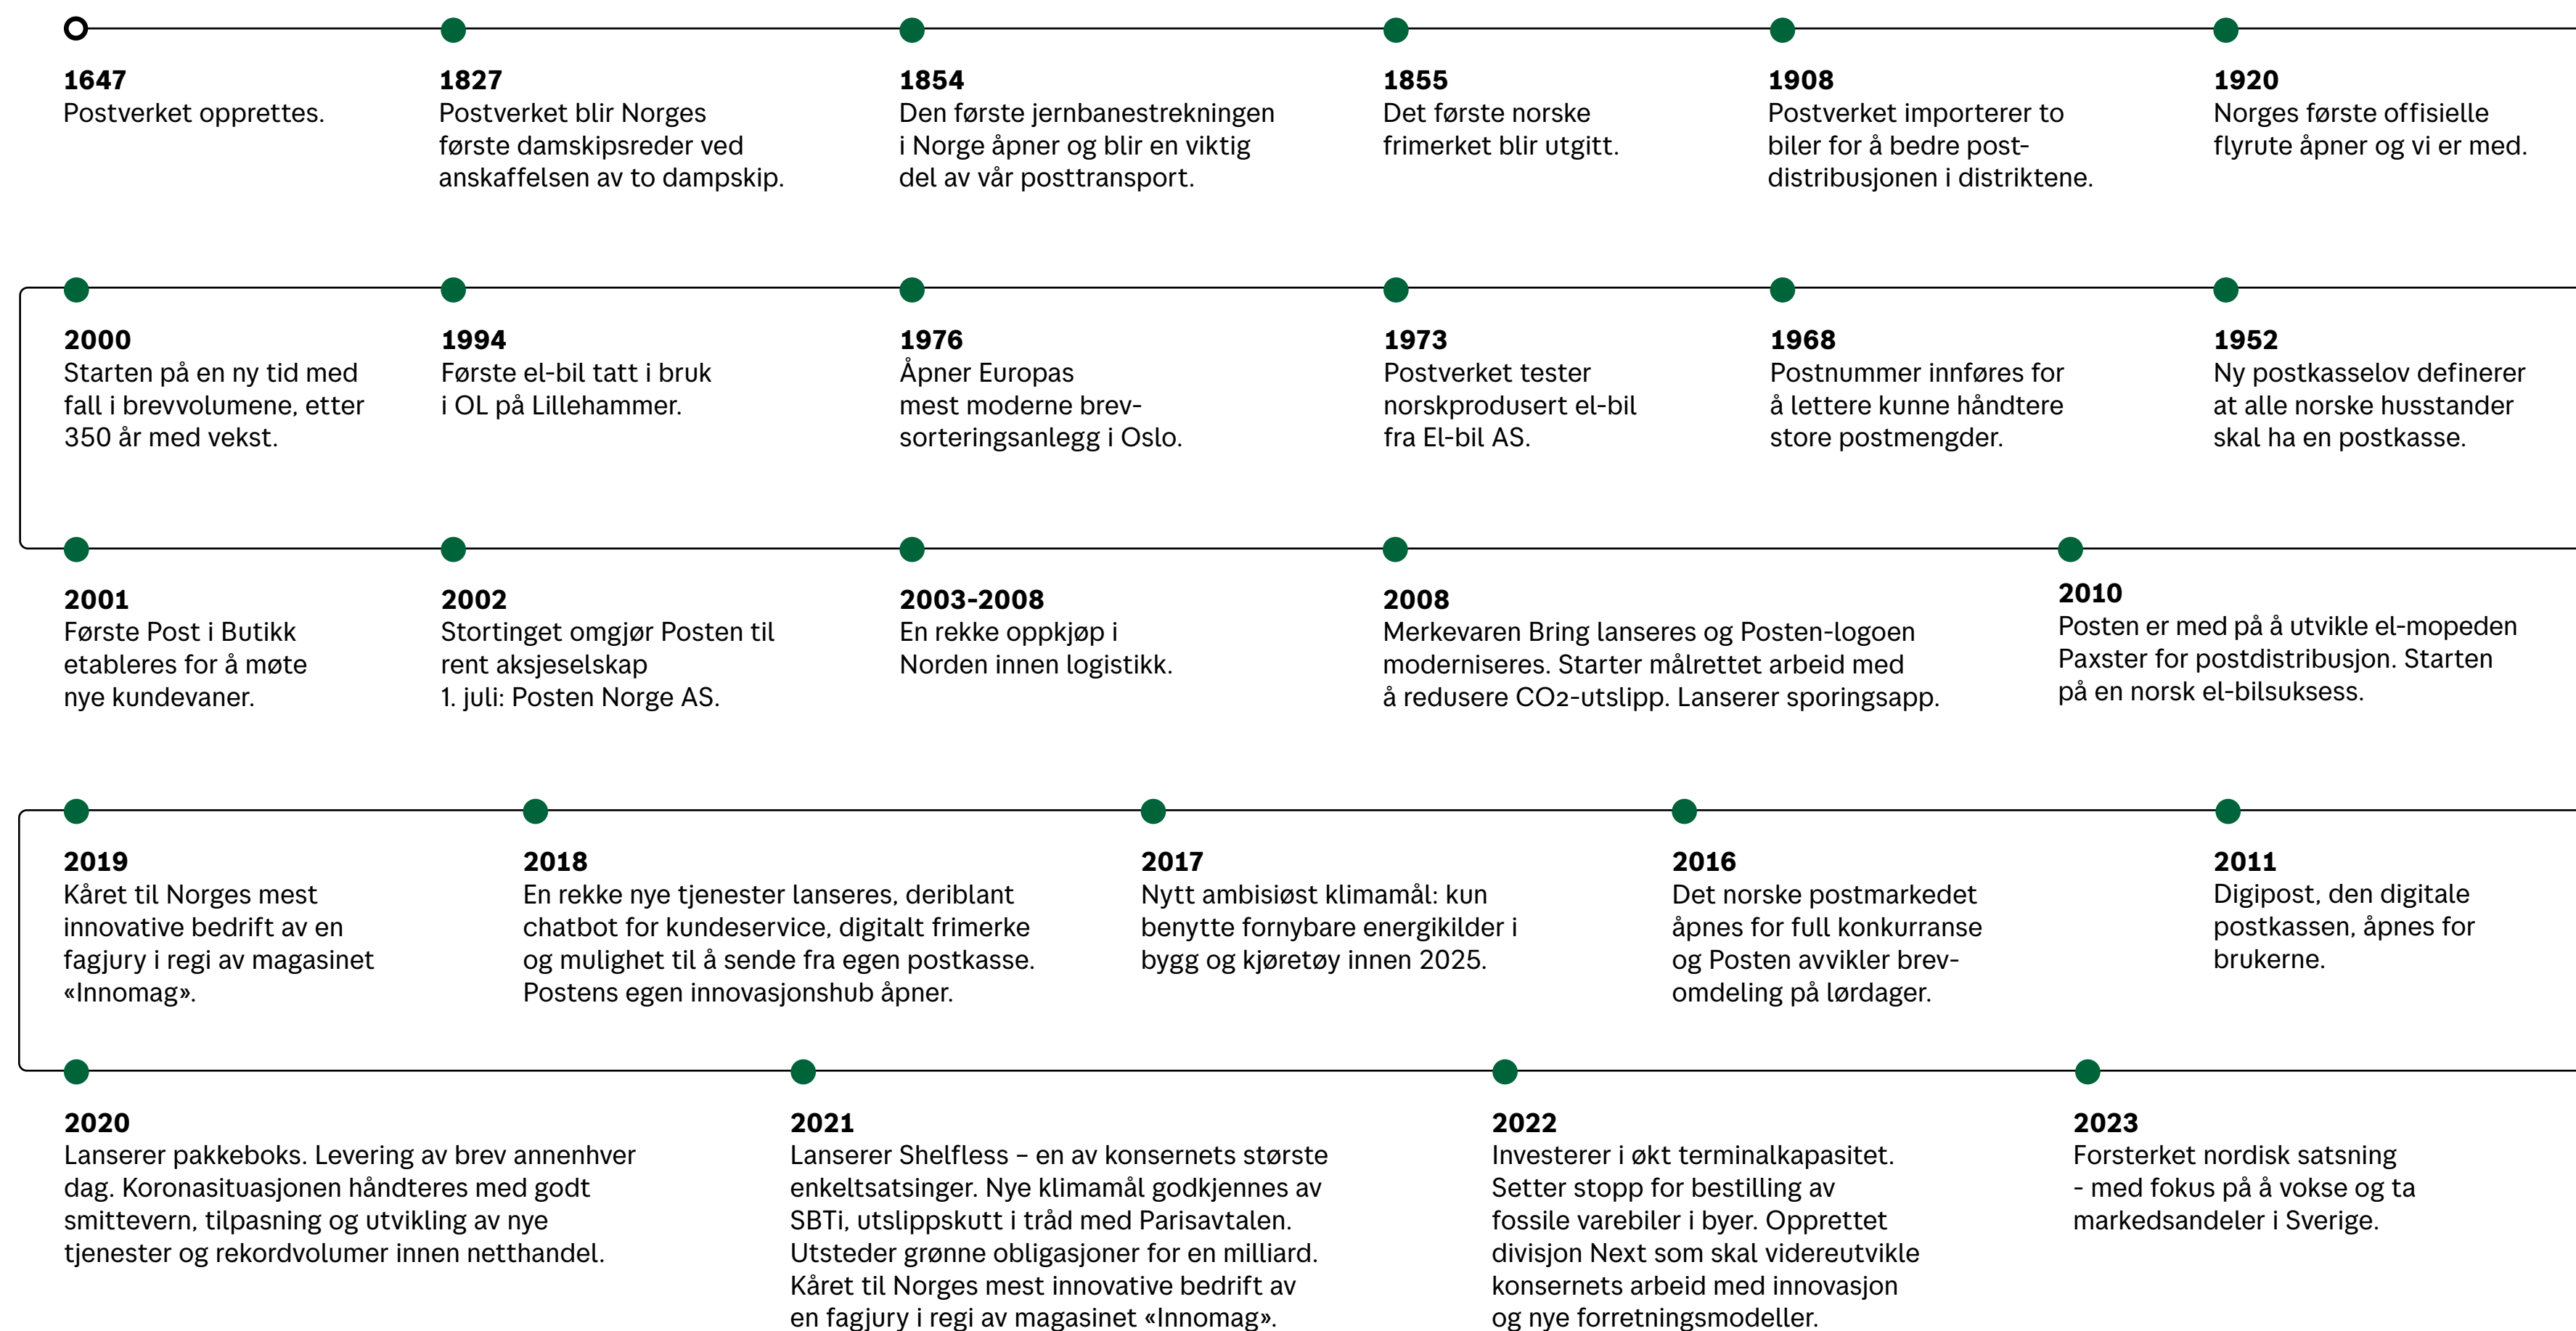 1647
Postverket opprettes.
1827
Postverket blir Norges
første damskipsreder ved
anskaffelsen av to dampskip.
1854
Den første jernbanestrekningen
i Norge åpner og blir en viktig
del av vår posttransport.
1855
Det første norske
frimerket blir utgitt.
1908
Postverket importerer to
biler for å bedre post-
distribusjonen i distriktene.
1920
Norges første offisielle
flyrute åpner og vi er med.
2000
Starten på en ny tid med
fall i brevvolumene, etter
350 år med vekst.
1994
Første el-bil tatt i bruk
i OL på Lillehammer.
1976
Åpner Europas
mest moderne brev-
sorteringsanlegg i Oslo.
1973
Postverket tester
norskprodusert el-bil
fra El-bil AS.
1968
Postnummer innføres for
å lettere kunne håndtere
store postmengder.
1952
Ny postkasselov definerer
at alle norske husstander
skal ha en postkasse.
2001
Første Post i Butikk
etableres for å møte
nye kundevaner.
2002
Stortinget omgjør Posten til
rent aksjeselskap
1. juli: Posten Norge AS.
2003-2008
En rekke oppkjøp i
Norden innen logistikk.
2008
Merkevaren Bring lanseres og Posten-logoen
moderniseres. Starter målrettet arbeid med
å redusere CO2-utslipp. Lanserer sporingsapp.
2010
Posten er med på å utvikle el-mopeden
Paxster for postdistribusjon. Starten
på en norsk el-bilsuksess.
2019
Kåret til Norges mest
innovative bedrift av en
fagjury i regi av magasinet
«Innomag».
2018
En rekke nye tjenester lanseres, deriblant
chatbot for kundeservice, digitalt frimerke
og mulighet til å sende fra egen postkasse.
Postens egen innovasjonshub åpner.
2017
Nytt ambisiøst klimamål: kun
benytte fornybare energikilder i
bygg og kjøretøy innen 2025.
2016
Det norske postmarkedet
åpnes for full konkurranse
og Posten avvikler brev-
omdeling på lørdager.
2011
Digipost, den digitale
postkassen, åpnes for
brukerne.
2020
Lanserer pakkeboks. Levering av brev annenhver
dag. Koronasituasjonen håndteres med godt
smittevern, tilpasning og utvikling av nye
tjenester og rekordvolumer innen netthandel.
2021
Lanserer Shelfless – en av konsernets største
enkeltsatsinger. Nye klimamål godkjennes av
SBTi, utslippskutt i tråd med Parisavtalen.
Utsteder grønne obligasjoner for en milliard.
Kåret til Norges mest innovative bedrift av
en fagjury i regi av magasinet «Innomag».
2022
Investerer i økt terminalkapasitet.
Setter stopp for bestilling av
fossile varebiler i byer. Opprettet
divisjon Next som skal videreutvikle
konsernets arbeid med innovasjon
og nye forretningsmodeller.
2023
Forsterket nordisk satsning
- med fokus på å vokse og ta
markedsandeler i Sverige.